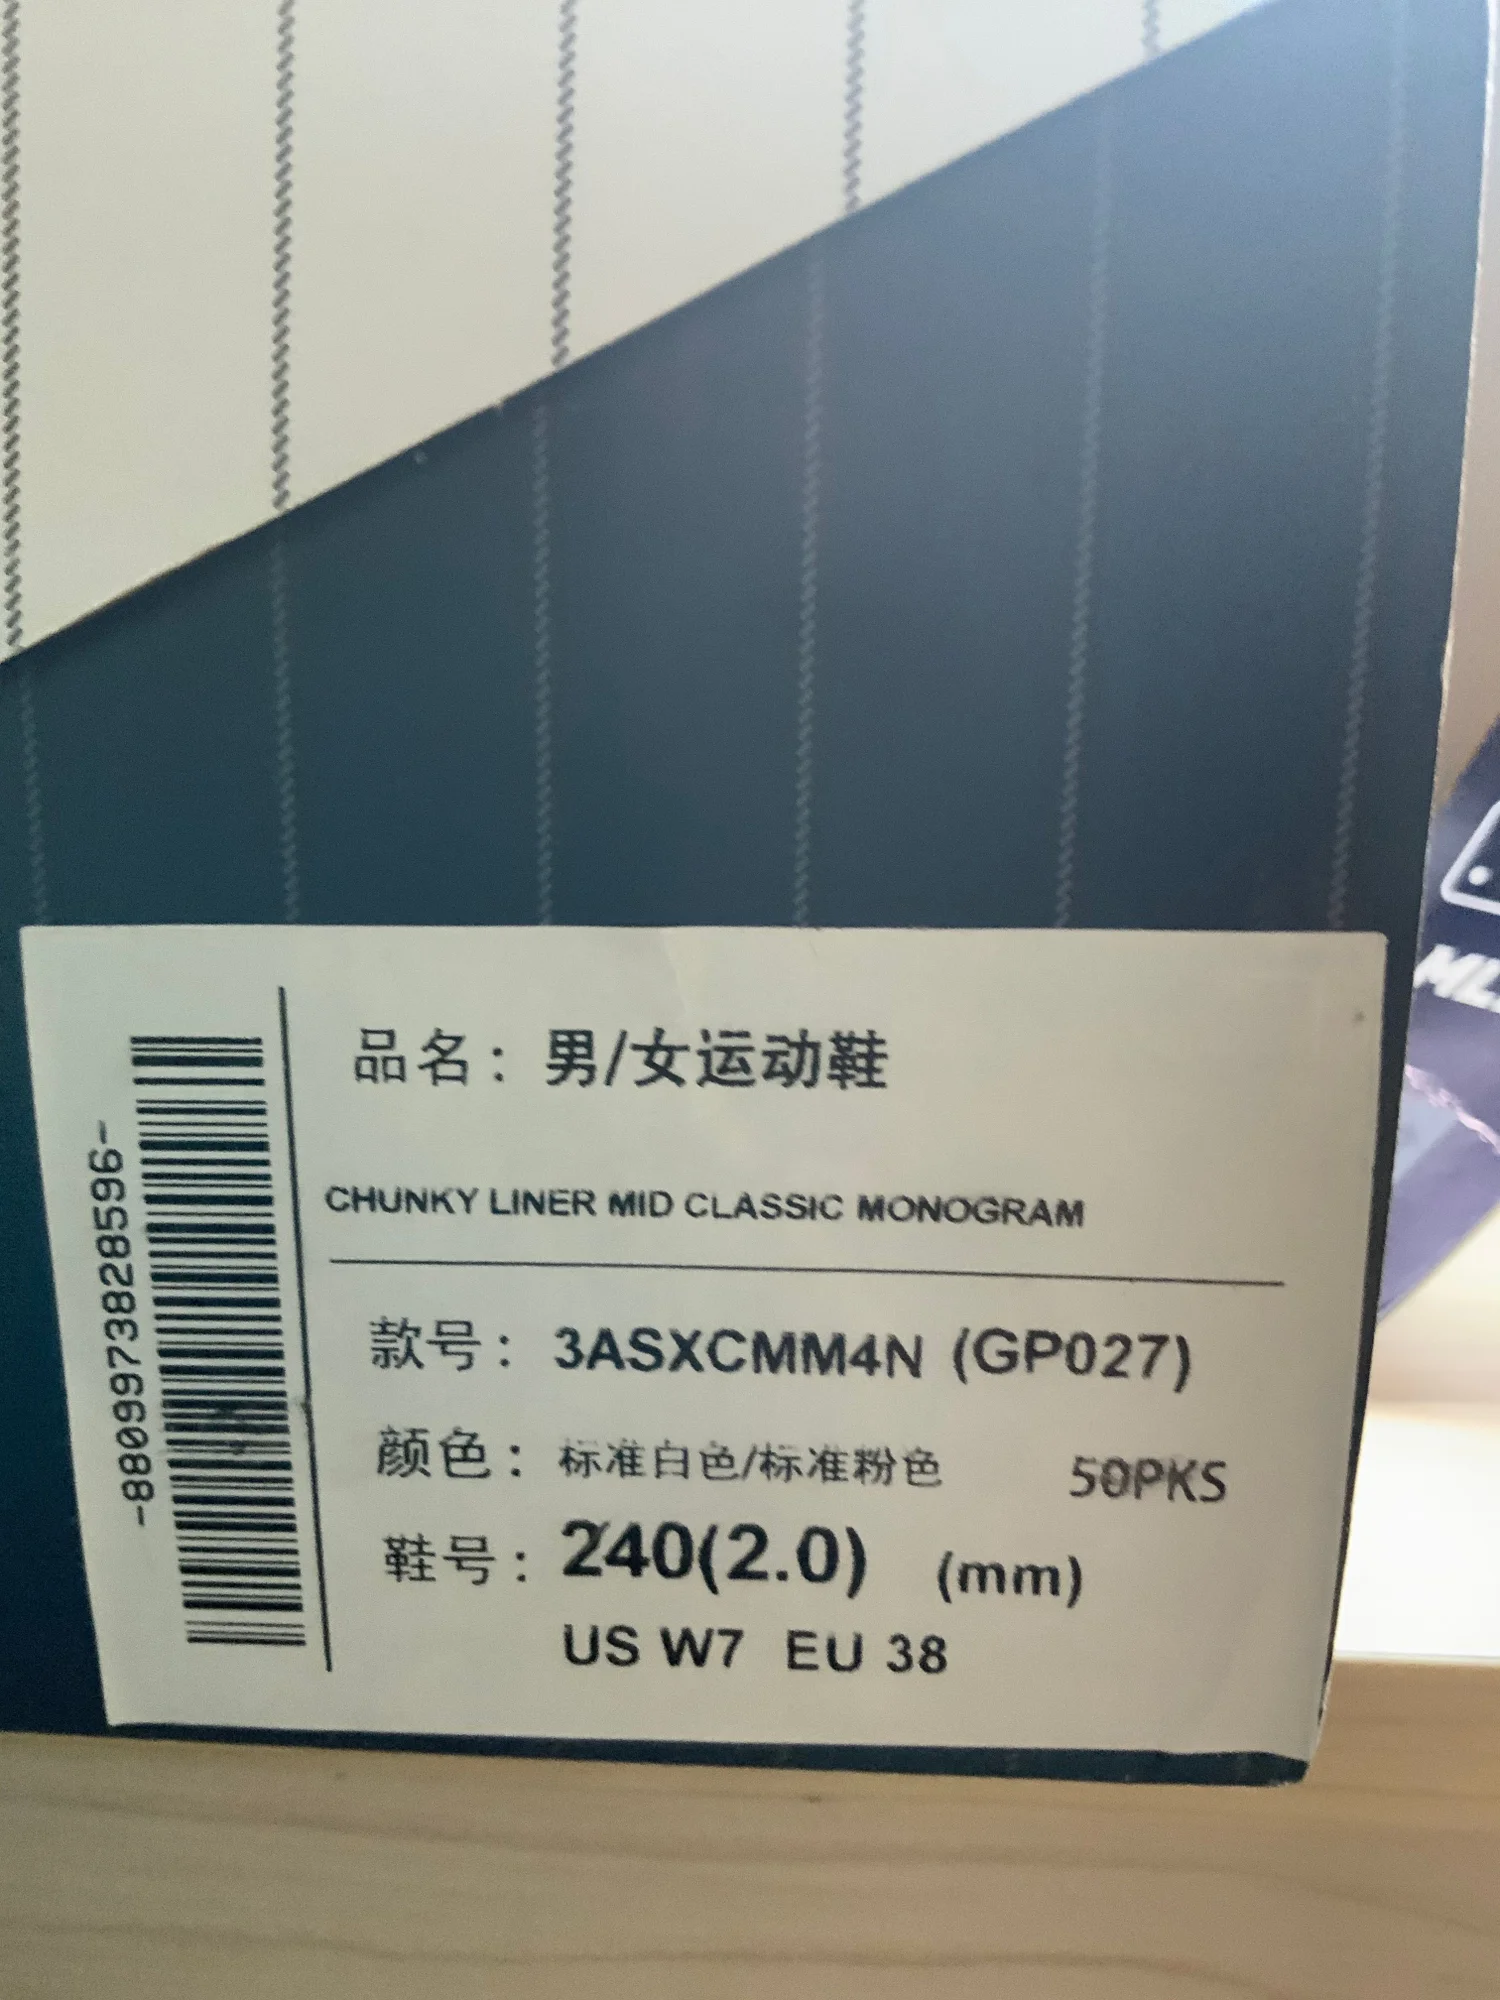 品名：男/女运动鞋
CHUNKY LINER MID CLASSIC MONOGRAM
款号：3ASXCMM4N (GP027)
颜色：标准白色/标准粉色 50PKS
鞋号：240(2.0) (mm)
US W7 EU 38
-8809973828596-